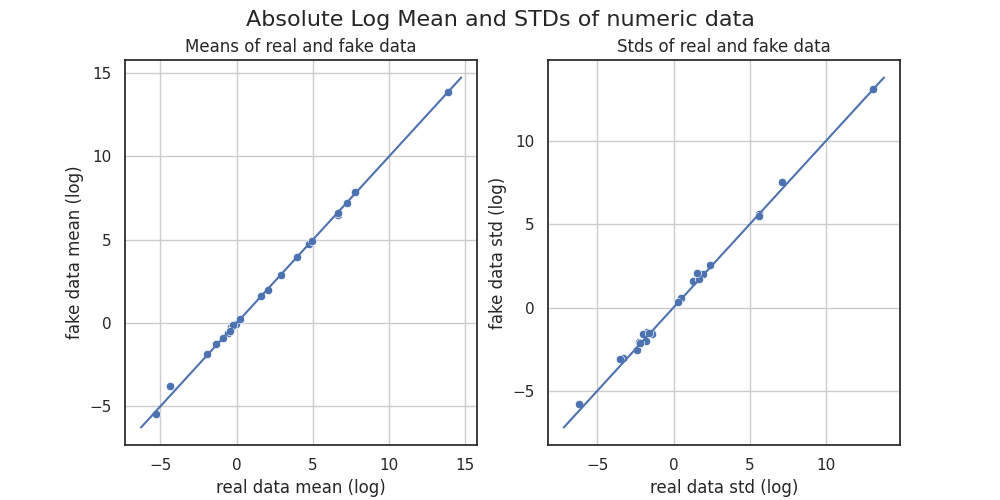 Absolute Log Mean and STDs of numeric data
Means of real and fake data
Stds of real and fake data
fake data mean (log)
15
10
5
0
−5
−5
0
5
10
15
real data mean (log)
fake data std (log)
10
5
0
−5
−5
0
5
10
real data std (log)